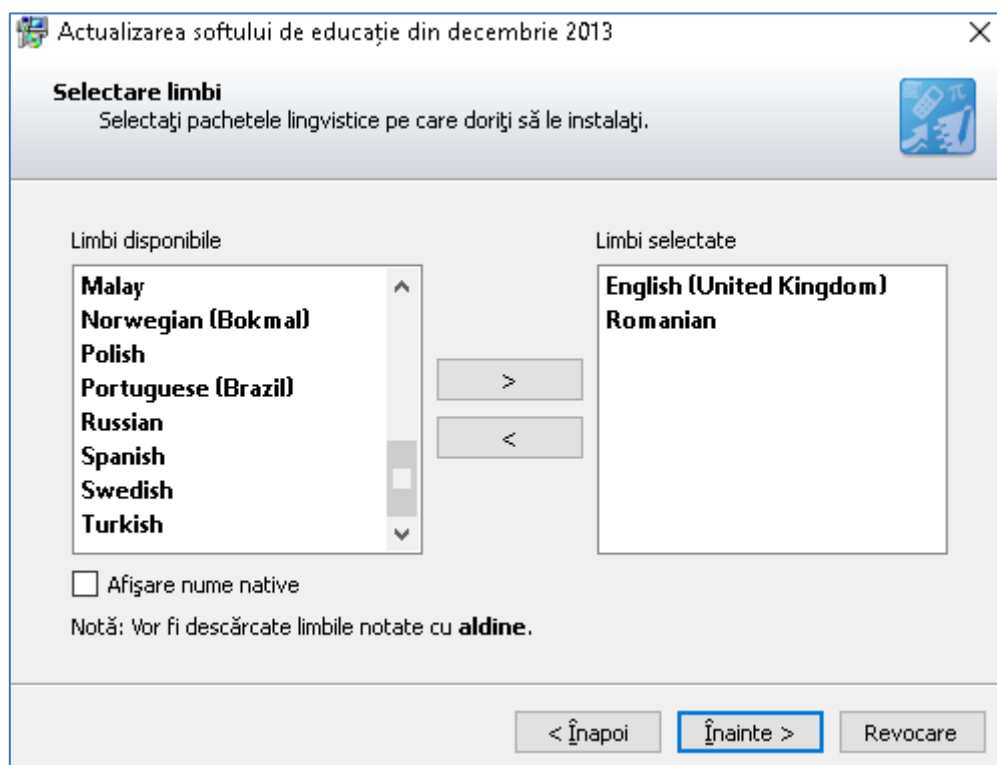 Actualizarea softului de educație din decembrie 2013
Selectare limbi
Selectaţi pachetele lingvistice pe care doriţi să le instalaţi.
Limbi disponibile
Malay
Norwegian (Bokmal)
Polish
Portuguese (Brazil)
Russian
Spanish
Swedish
Turkish
>
<
Limbi selectate
English (United Kingdom)
Romanian
Afişare nume native
Notă: Vor fi descărcate limbile notate cu aldine.
< Înapoi
Înainte >
Revocare